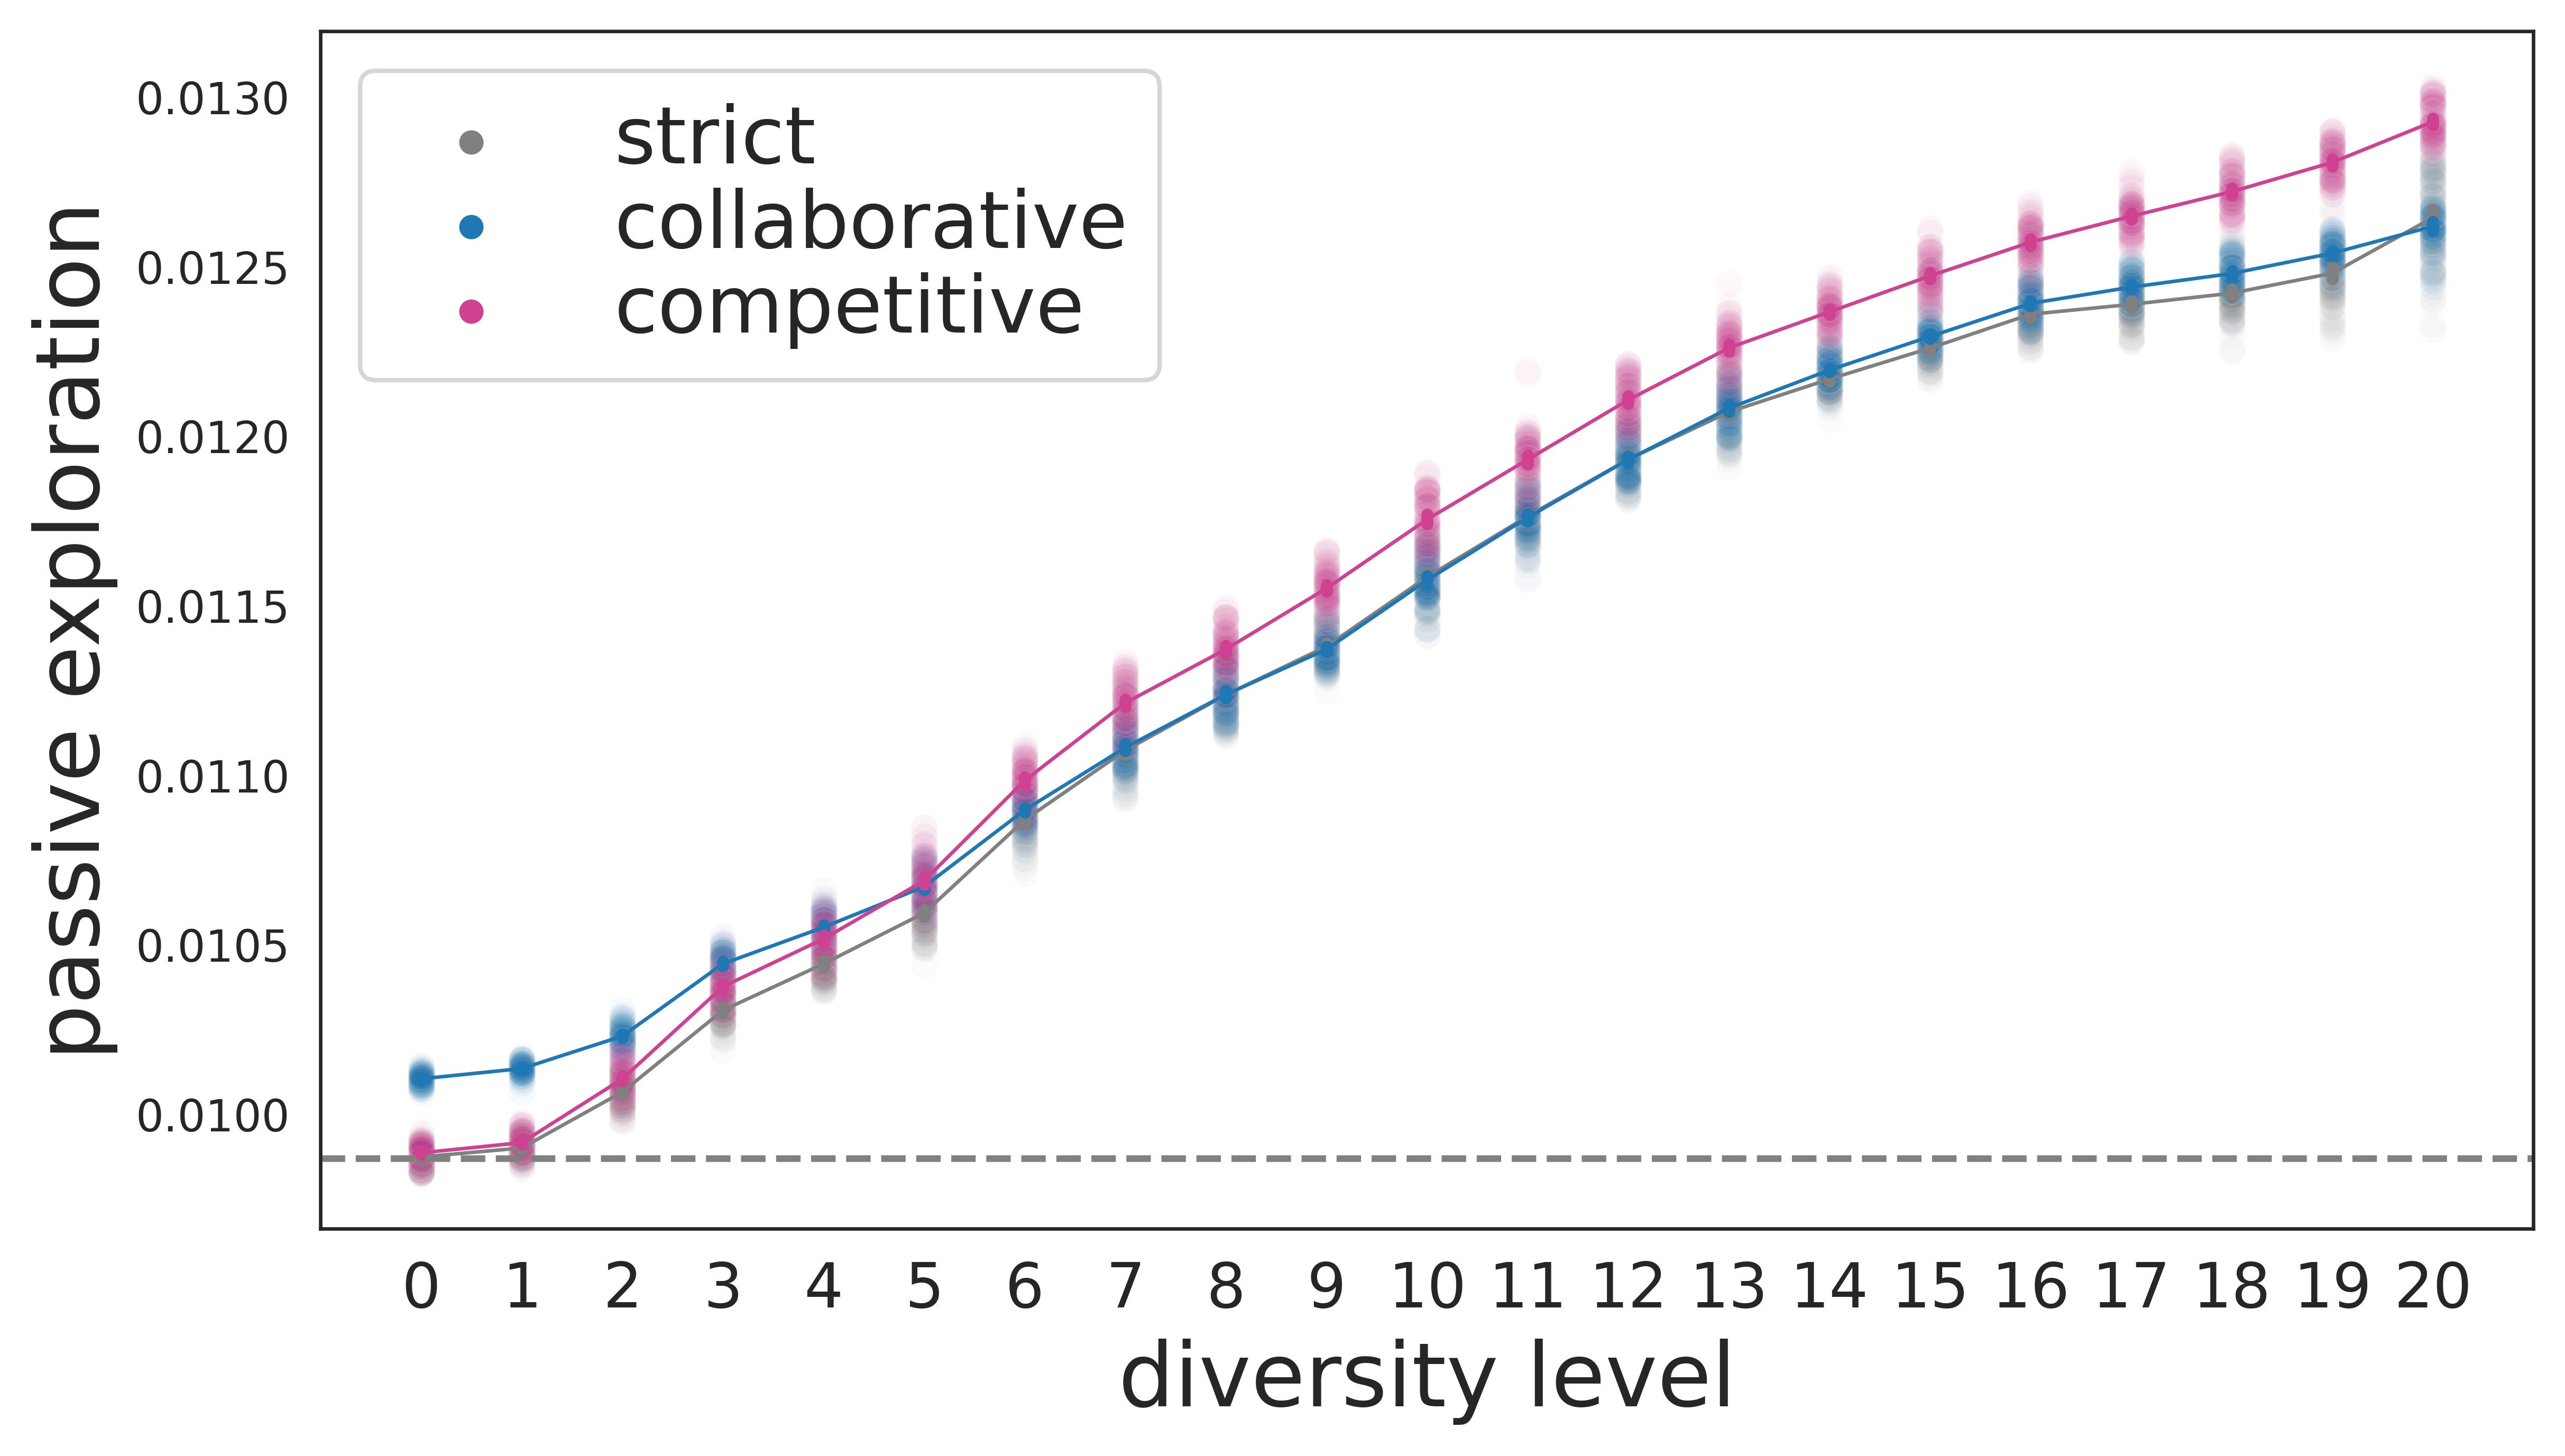 strict
collaborative
competitive
passive exploration
0.0130
0.0125
0.0120
0.0115
0.0110
0.0105
0.0100
0 1 2 3 4 5 6 7 8 9 10 11 12 13 14 15 16 17 18 19 20
diversity level